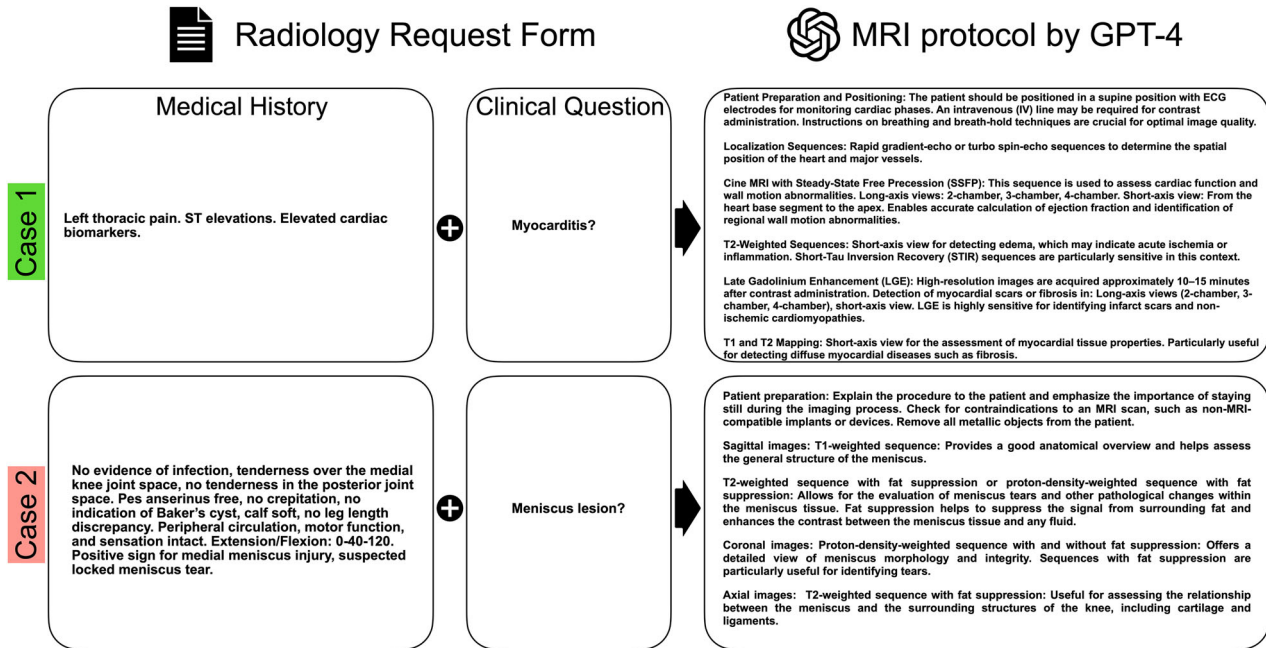 Radiology Request Form
MRI protocol by GPT-4
Medical History
Clinical Question
Case 1
Left thoracic pain. ST elevations. Elevated cardiac
biomarkers.
Myocarditis?
Patient Preparation and Positioning: The patient should be positioned in a supine position with ECG
electrodes for monitoring cardiac phases. An intravenous (IV) line may be required for contrast
administration. Instructions on breathing and breath-hold techniques are crucial for optimal image quality.
Localization Sequences: Rapid gradient-echo or turbo spin-echo sequences to determine the spatial
position of the heart and major vessels.
Cine MRI with Steady-State Free Precession (SSFP): This sequence is used to assess cardiac function and
wall motion abnormalities. Long-axis views: 2-chamber, 3-chamber, 4-chamber. Short-axis view: From the
heart base segment to the apex. Enables accurate calculation of ejection fraction and identification of
regional wall motion abnormalities.
T2-Weighted Sequences: Short-axis view for detecting edema, which may indicate acute ischemia or
inflammation. Short-Tau Inversion Recovery (STIR) sequences are particularly sensitive in this context.
Late Gadolinium Enhancement (LGE): High-resolution images are acquired approximately 10–15 minutes
after contrast administration. Detection of myocardial scars or fibrosis in: Long-axis views (2-chamber, 3-
chamber, 4-chamber), short-axis view. LGE is highly sensitive for identifying infarct scars and non-
ischemic cardiomyopathies.
T1 and T2 Mapping: Short-axis view for the assessment of myocardial tissue properties. Particularly useful
for detecting diffuse myocardial diseases such as fibrosis.
Case 2
No evidence of infection, tenderness over the medial
knee joint space, no tenderness in the posterior joint
space. Pes anserinus free, no crepitation, no
indication of Baker's cyst, calf soft, no leg length
discrepancy. Peripheral circulation, motor function,
and sensation intact. Extension/Flexion: 0-40-120.
Positive sign for medial meniscus injury, suspected
locked meniscus tear.
Meniscus lesion?
Patient preparation: Explain the procedure to the patient and emphasize the importance of staying
still during the imaging process. Check for contraindications to an MRI scan, such as non-MRI-
compatible implants or devices. Remove all metallic objects from the patient.
Sagittal images: T1-weighted sequence: Provides a good anatomical overview and helps assess
the general structure of the meniscus.
T2-weighted sequence with fat suppression or proton-density-weighted sequence with fat
suppression: Allows for the evaluation of meniscus tears and other pathological changes within
the meniscus tissue. Fat suppression helps to suppress the signal from surrounding fat and
enhances the contrast between the meniscus tissue and any fluid.
Coronal images: Proton-density-weighted sequence with and without fat suppression: Offers a
detailed view of meniscus morphology and integrity. Sequences with fat suppression are
particularly useful for identifying tears.
Axial images: T2-weighted sequence with fat suppression: Useful for assessing the relationship
between the meniscus and the surrounding structures of the knee, including cartilage and
ligaments.